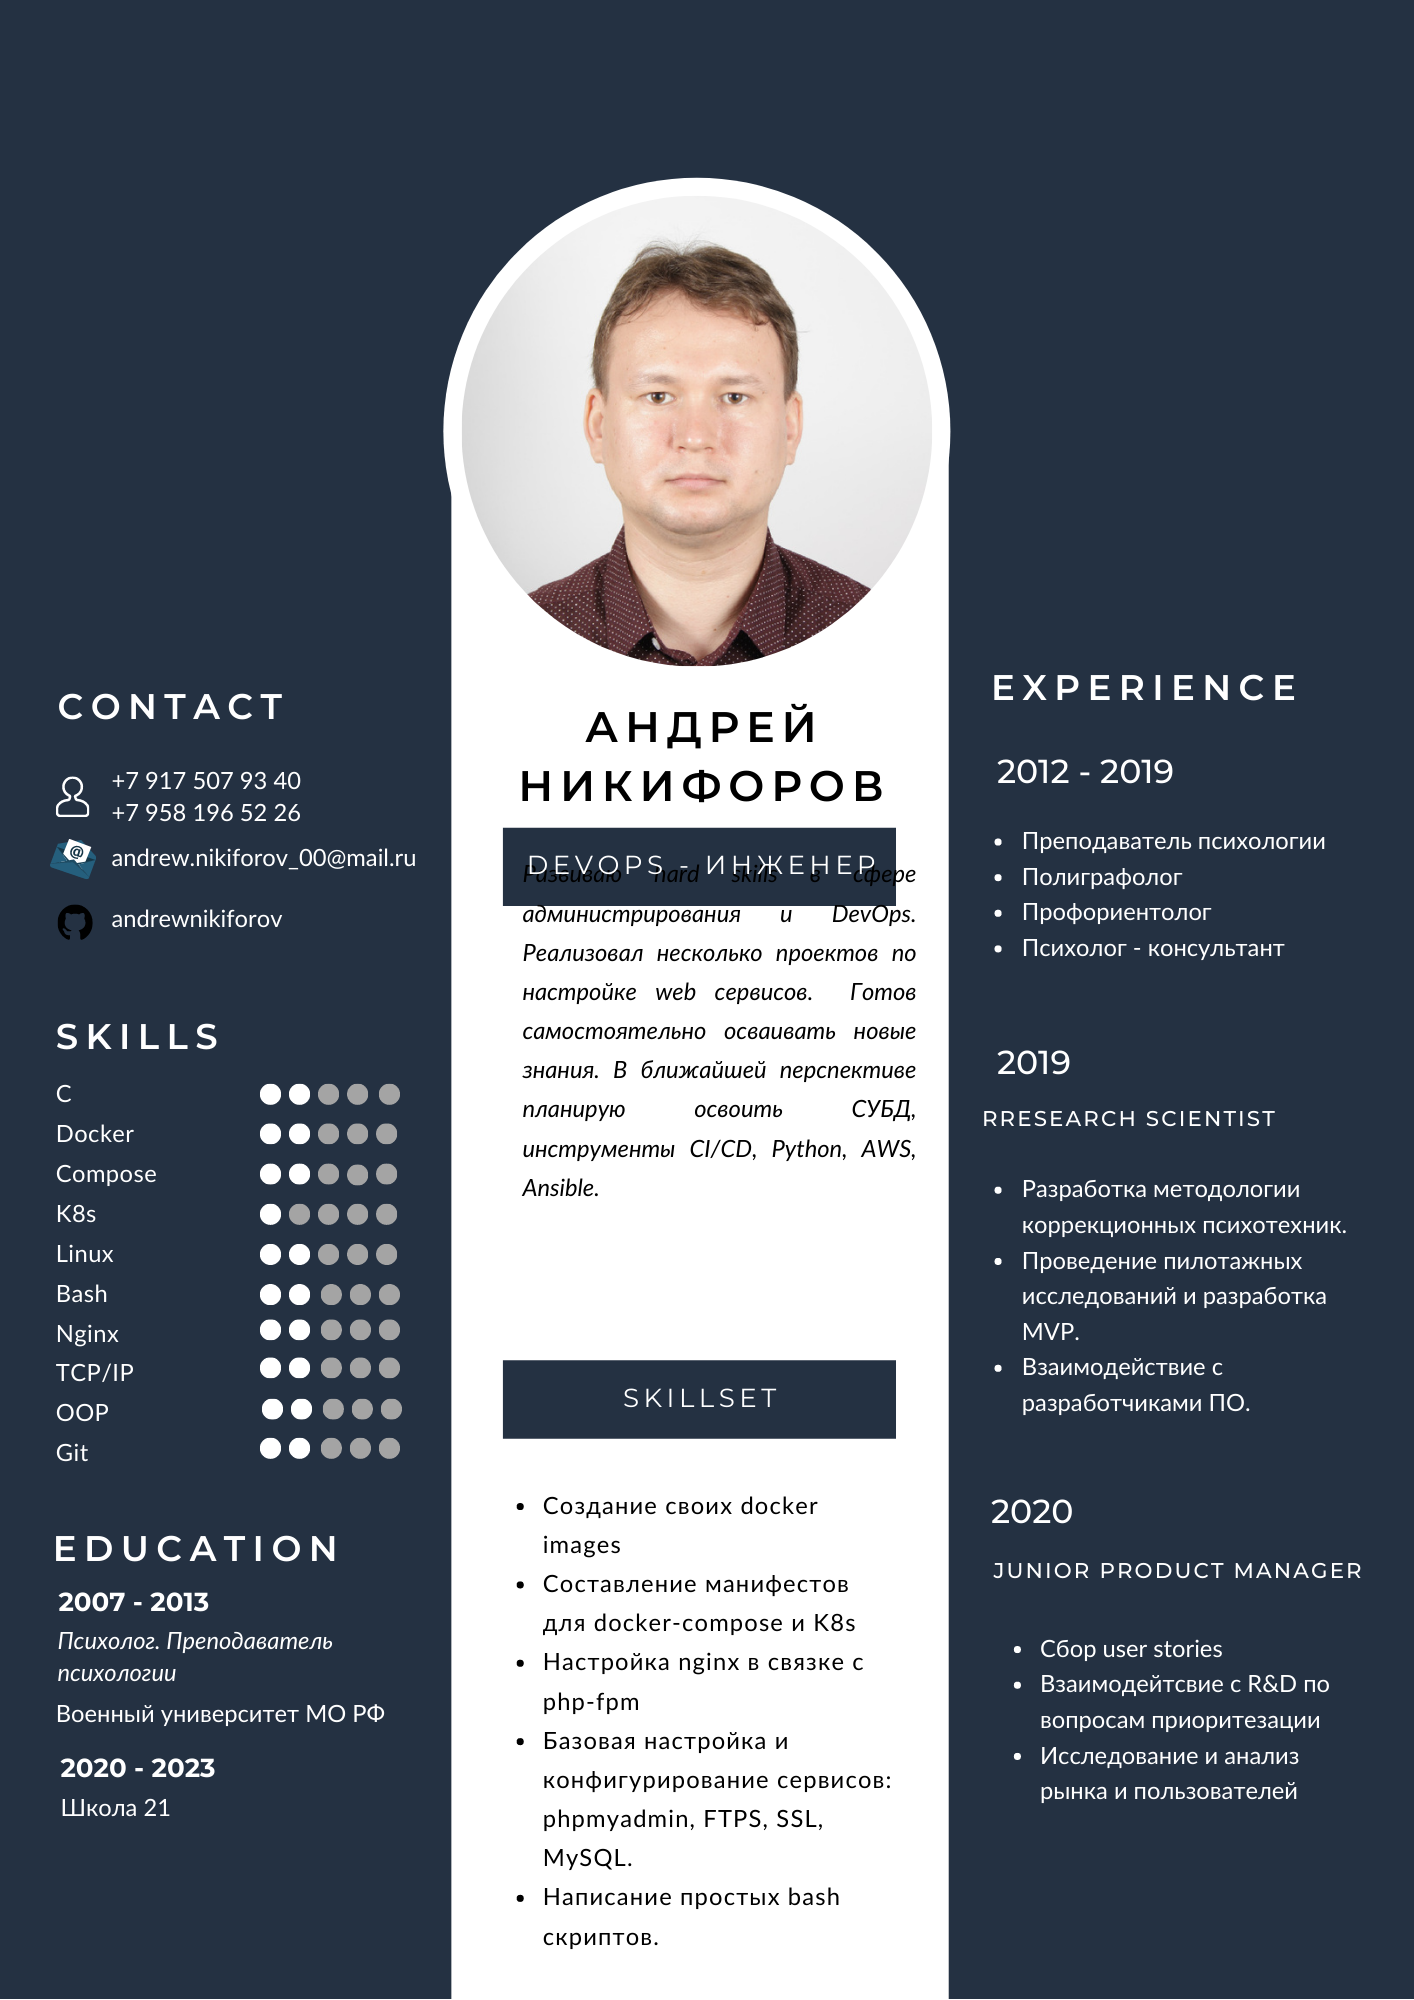 CONTACT
+7 917 507 93 40
+7 958 196 52 26
andrew.nikiforov_00@mail.ru
andrewnikiforov
SKILLS
C
Docker
Compose
K8s
Linux
Bash
Nginx
TCP/IP
OOP
Git
EDUCATION
2007 - 2013
Психолог. Преподаватель
психологии
Военный университет МО РФ
2020 - 2023
Школа 21
АНДРЕЙ
НИКИФОРОВ
DEVOPS - ИНЖЕНЕР
Развиваю hard skills в сфере
администрирования и DevOps.
Реализовал несколько проектов по
настройке web сервисов. Готов
самостоятельно осваивать новые
знания. В ближайшей перспективе
планирую освоить СУБД,
инструменты CI/CD, Python, AWS,
Ansible.
SKILLSET
• Создание своих docker
images
• Составление манифестов
для docker-compose и K8s
• Настройка nginx в связке с
php-fpm
• Базовая настройка и
конфигурирование сервисов:
phpmyadmin, FTPS, SSL,
MySQL.
• Написание простых bash
скриптов.
EXPERIENCE
2012 - 2019
• Преподаватель психологии
• Полиграфолог
• Профориентолог
• Психолог - консультант
2019
RRESEARCH SCIENTIST
• Разработка методологии
коррекционных психотехник.
• Проведение пилотажных
исследований и разработка
MVP.
• Взаимодействие с
разработчиками ПО.
2020
JUNIOR PRODUCT MANAGER
• Сбор user stories
• Взаимодейтсвие с R&D по
вопросам приоритезации
• Исследование и анализ
рынка и пользователей